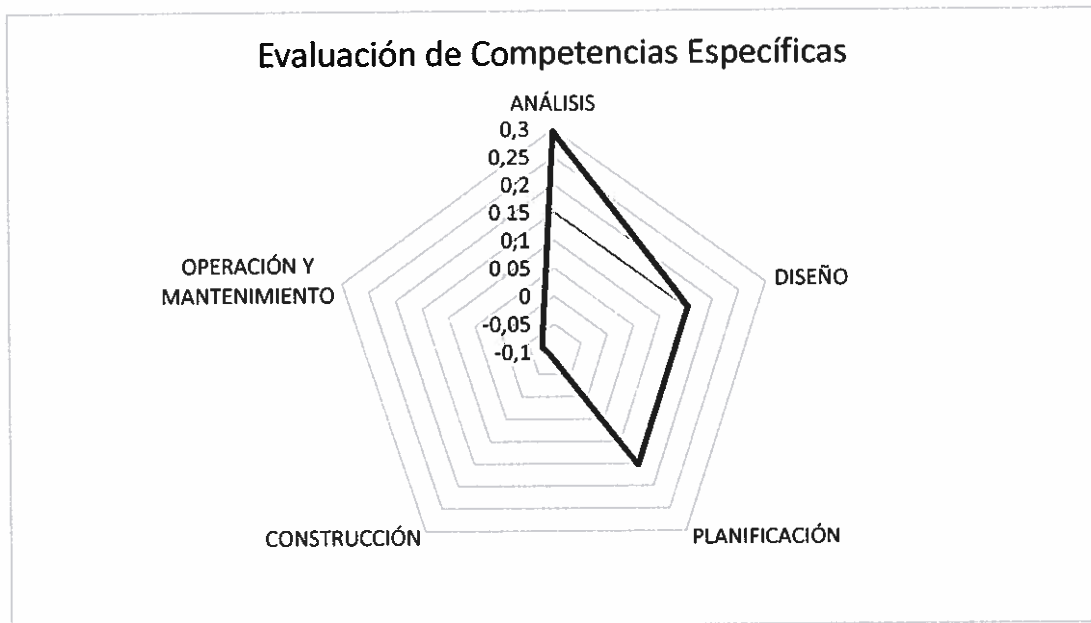 Evaluación de Competencias Específicas
ANÁLISIS
0,3
0,25
0,2
0 15
0,1
0 05
0
-0,05
-0,1
DISEÑO
PLANIFICACIÓN
CONSTRUCCIÓN
OPERACIÓN Y
MANTENIMIENTO